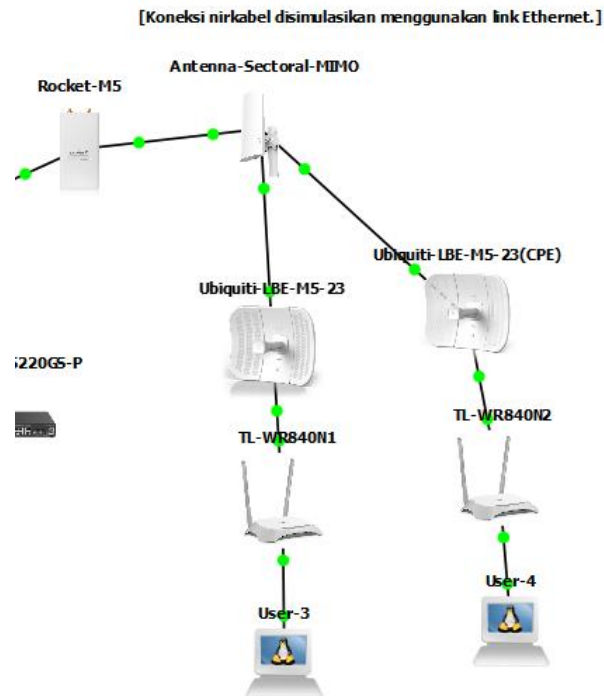 [Koneksi nirkabel disimulasikan menggunakan link Ethernet.]
Antenna-Sectoral-MIMO
Rocket-M5
Ubiquiti-LBE-M5-23(CPE)
Ubiquiti-LBE-M5-23
S220GS-P
TL-WR840N2
TL-WR840N1
User-4
User-3